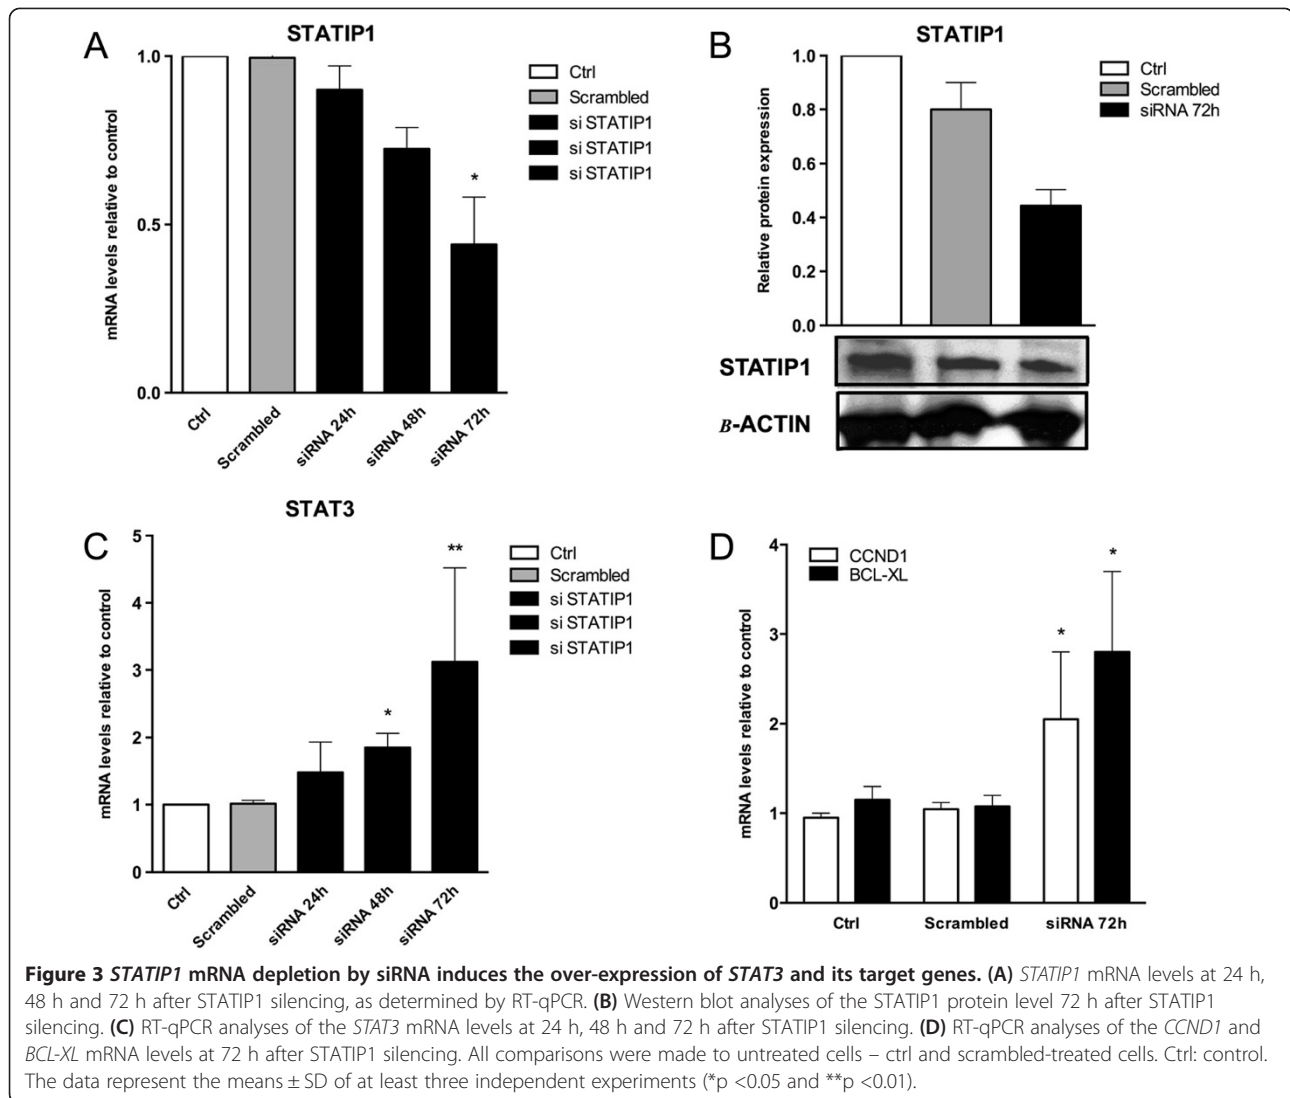 A
STATIP1
mRNA levels relative to control
1.0
0.5
0.0
Ctrl
Scrambled
siRNA 24h
siRNA 48h
siRNA 72h
*
Ctrl
Scrambled
si STATIP1
si STATIP1
si STATIP1
B
STATIP1
Relative protein expression
1.0
0.8
0.6
0.4
0.2
0.0
Ctrl
Scrambled
siRNA 72h
STATIP1
B-ACTIN
C
STAT3
mRNA levels relative to control
5
4
3
2
1
0
Ctrl
Scrambled
siRNA 24h
siRNA 48h
siRNA 72h
*
**
Ctrl
Scrambled
si STATIP1
si STATIP1
si STATIP1
D
mRNA levels relative to control
4
3
2
1
0
CCND1
BCL-XL
*
*
Ctrl
Scrambled
siRNA 72h
Figure 3 STATIP1 mRNA depletion by siRNA induces the over-expression of STAT3 and its target genes. (A) STATIP1 mRNA levels at 24 h,
48 h and 72 h after STATIP1 silencing, as determined by RT-qPCR. (B) Western blot analyses of the STATIP1 protein level 72 h after STATIP1
silencing. (C) RT-qPCR analyses of the STAT3 mRNA levels at 24 h, 48 h and 72 h after STATIP1 silencing. (D) RT-qPCR analyses of the CCND1 and
BCL-XL mRNA levels at 72 h after STATIP1 silencing. All comparisons were made to untreated cells – ctrl and scrambled-treated cells. Ctrl: control.
The data represent the means ± SD of at least three independent experiments (*p <0.05 and **p <0.01).